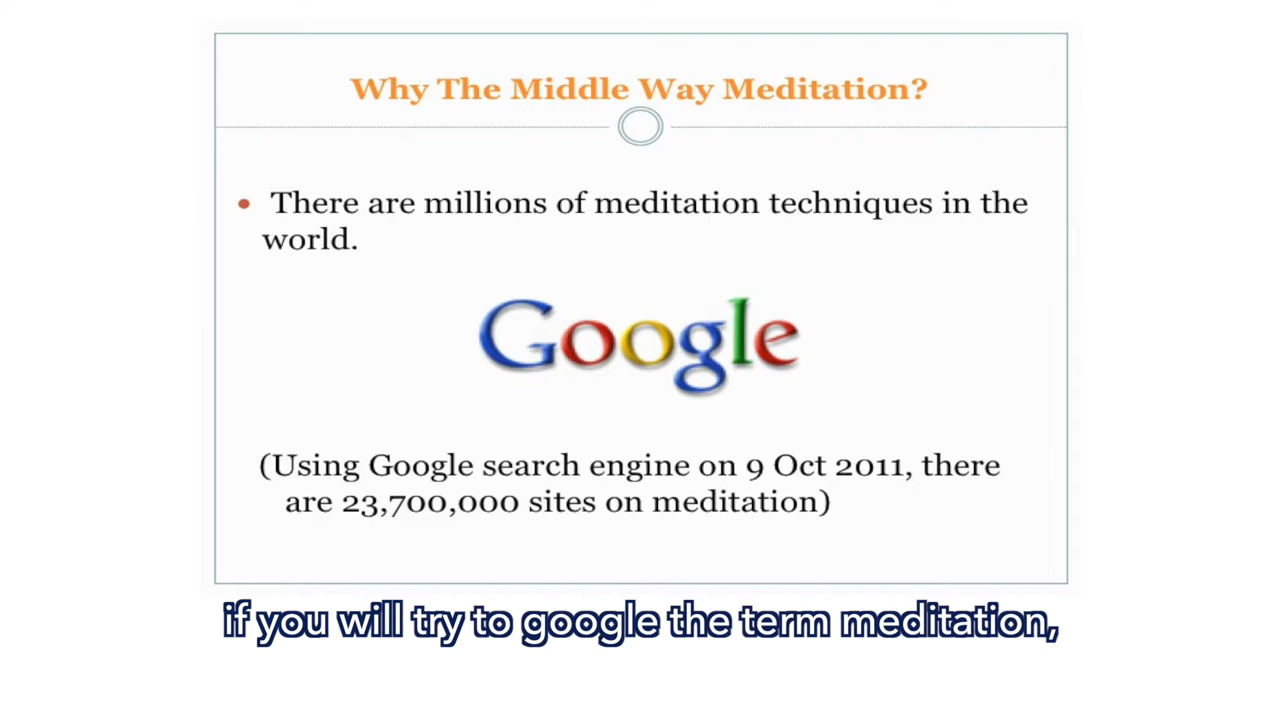 Why The Middle Way Meditation?
• There are millions of meditation techniques in the
world.
Google
(Using Google search engine on 9 Oct 2011, there
are 23,700,000 sites on meditation)
if you will try to google the term meditation,